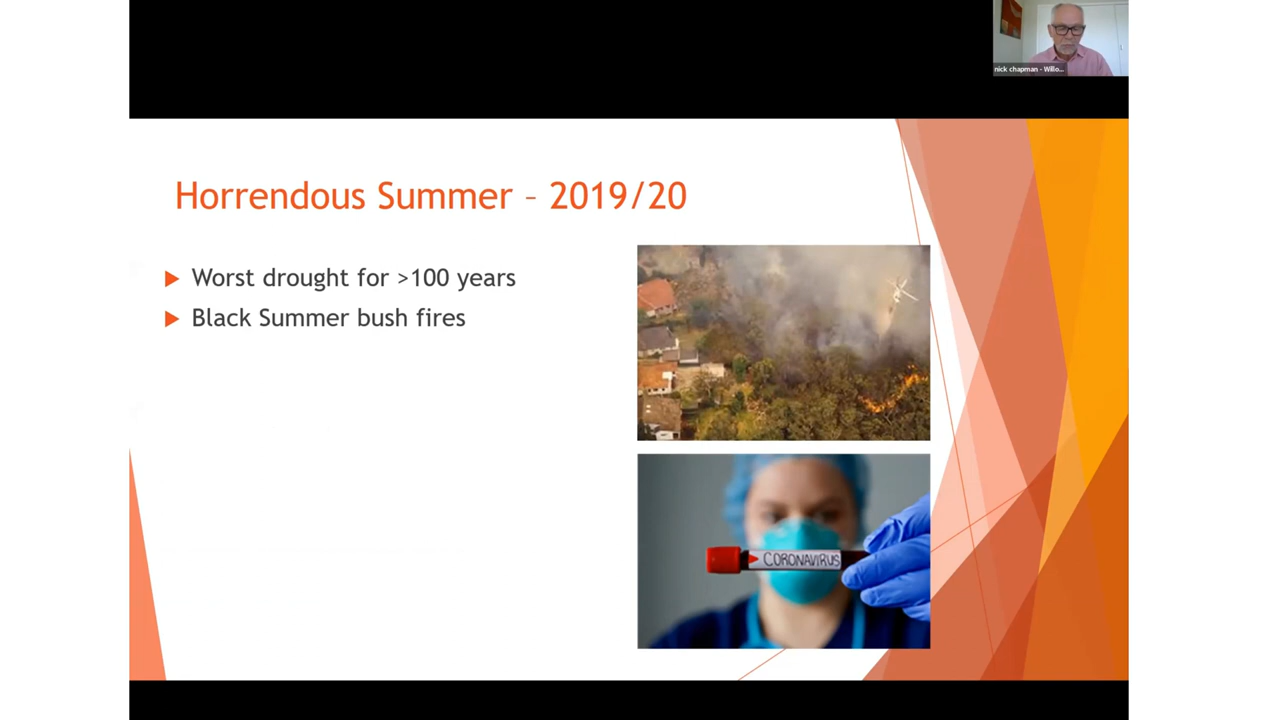 nick chapman - Willo...
Horrendous Summer – 2019/20
Worst drought for >100 years
Black Summer bush fires
CORONAVIRUS